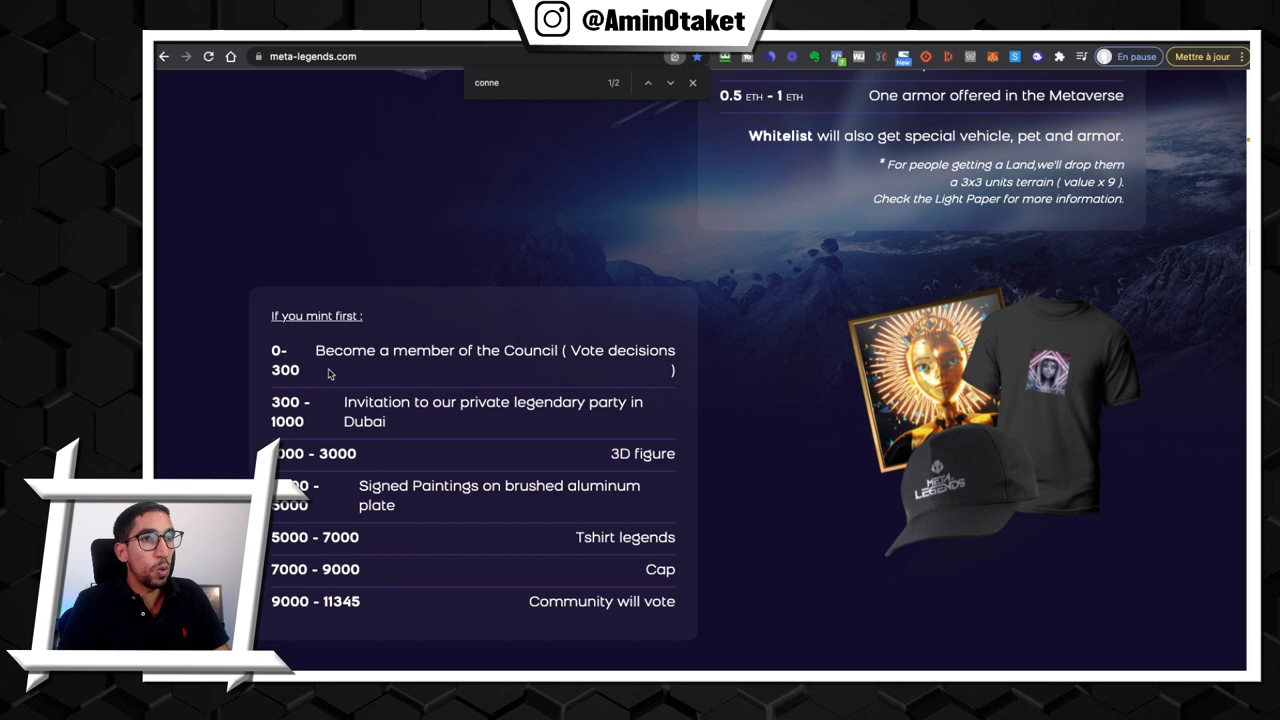 @AminOtaket
meta-legends.com
En pause
Mettre à jour
New
conne
1/2
0.5 ETH - 1 ETH One armor offered in the Metaverse
Whitelist will also get special vehicle, pet and armor.
* For people getting a Land,we'll drop them
a 3x3 units terrain ( value x 9 ).
Check the Light Paper for more information.
If you mint first :
0- Become a member of the Council ( Vote decisions
300 )
300 - Invitation to our private legendary party in
1000 Dubai
000 - 3000 3D figure
Signed Paintings on brushed aluminum
5000 plate
5000 - 7000 Tshirt legends
7000 - 9000 Cap
9000 - 11345 Community will vote
META
LEGENDS